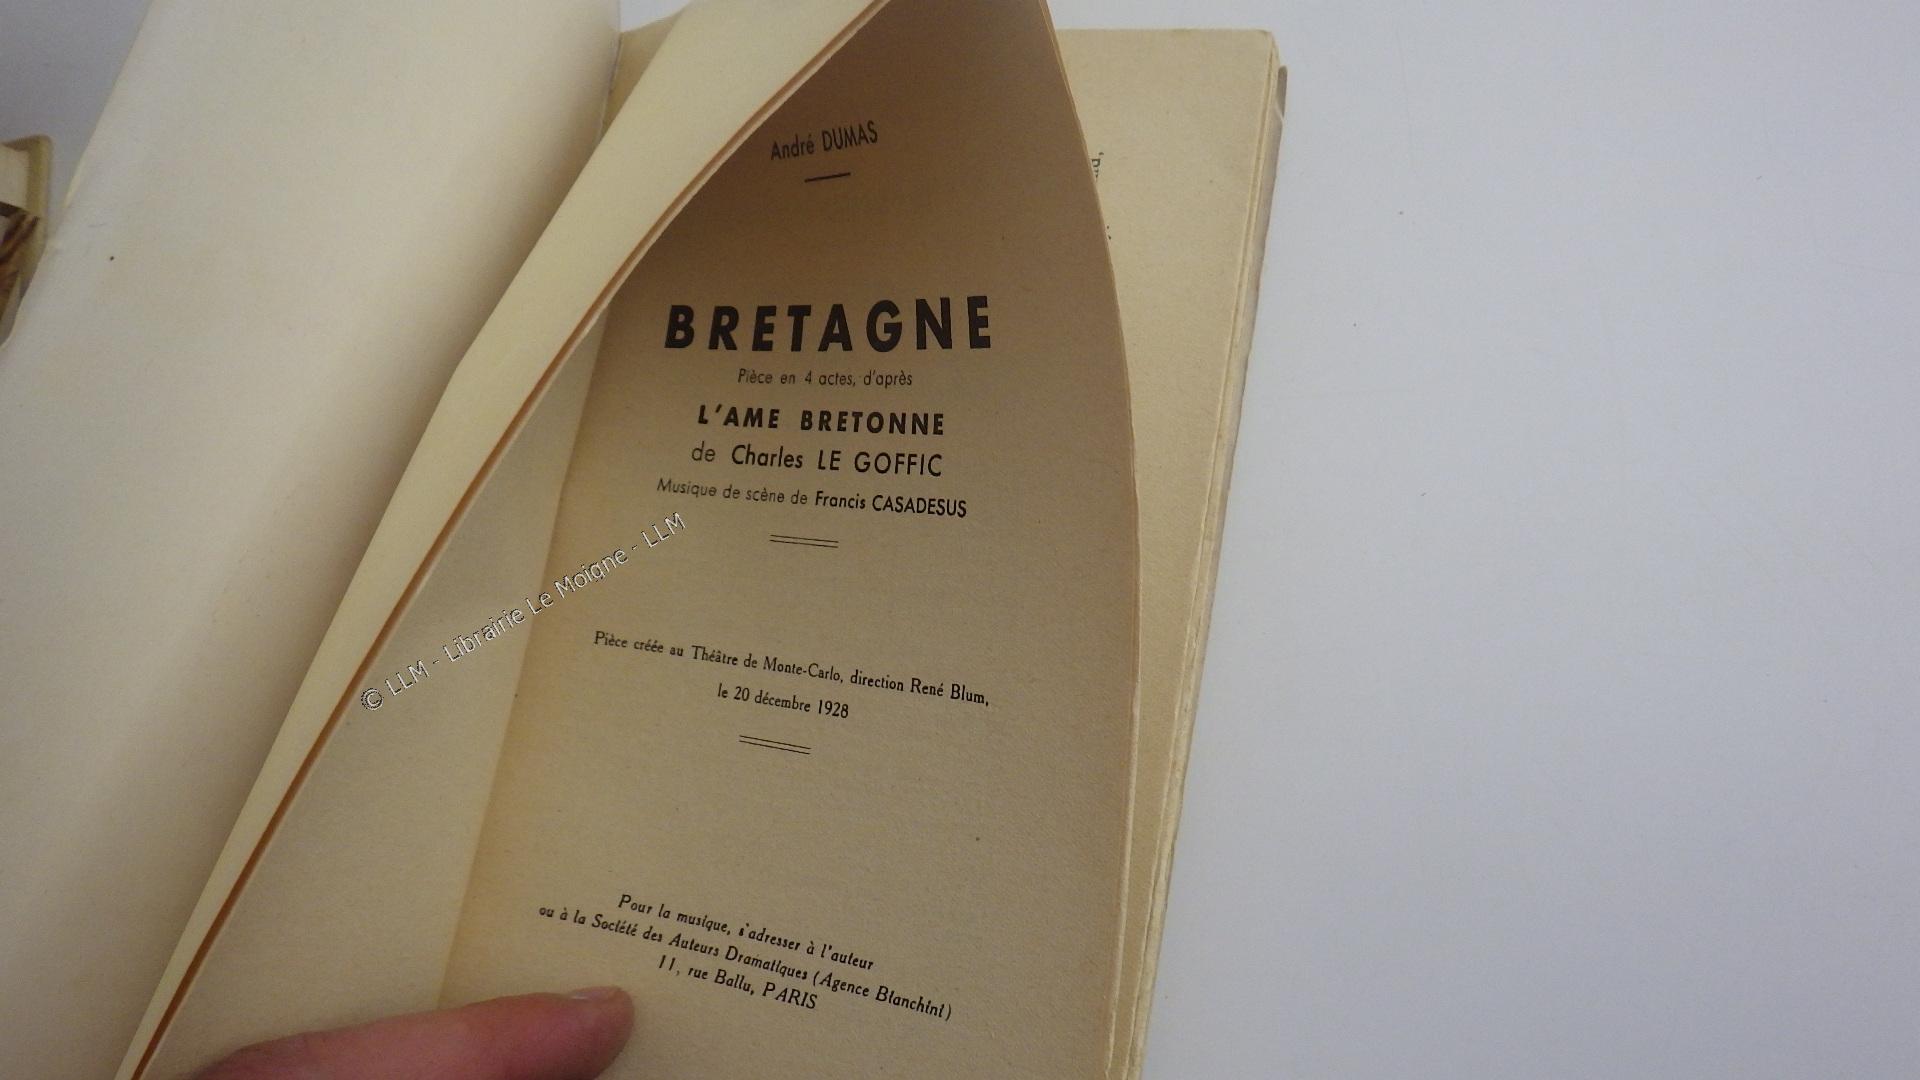 André DUMAS
BRETAGNE
Pièce en 4 actes, d'après
L'AME BRETONNE
de Charles LE GOFFIC
Musique de scène de Francis CASADESUS
Pièce créée au Théâtre de Monte-Carlo, direction René Blum,
le 20 décembre 1928
Pour la musique, s'adresser à l'auteur
ou à la Société des Auteurs Dramatiques (Agence Bianchini)
11, rue Ballu, PARIS
© LLM - Librairie Le Moigne - LLM